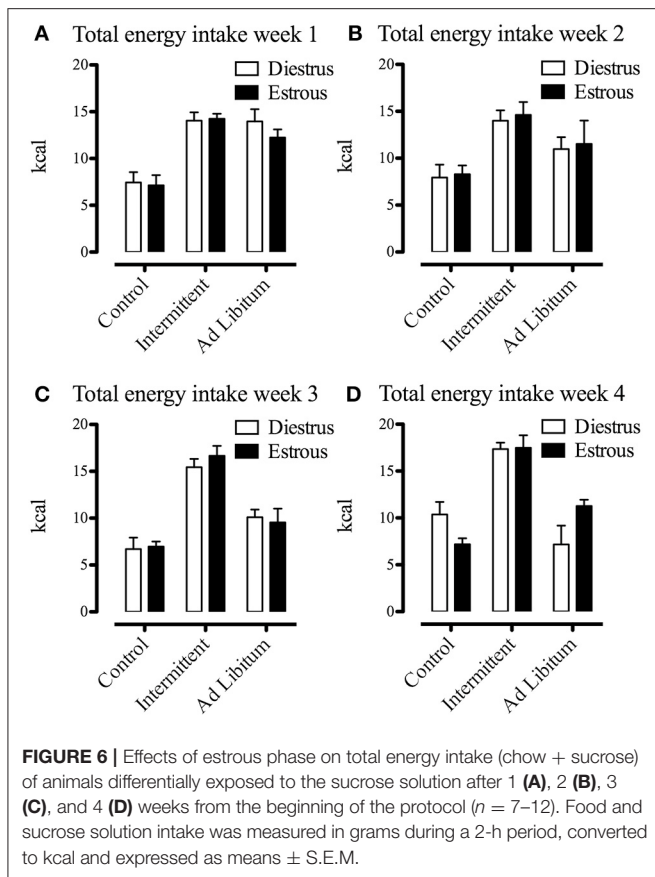 A Total energy intake week 1
Diestrus
Estrous
kcal
20
15
10
5
0
Control
Intermittent
Ad Libitum
B Total energy intake week 2
Diestrus
Estrous
kcal
20
15
10
5
0
Control
Intermittent
Ad Libitum
C Total energy intake week 3
Diestrus
Estrous
kcal
20
15
10
5
0
Control
Intermittent
Ad Libitum
D Total energy intake week 4
Diestrus
Estrous
kcal
20
15
10
5
0
Control
Intermittent
Ad Libitum
FIGURE 6 | Effects of estrous phase on total energy intake (chow + sucrose)
of animals differentially exposed to the sucrose solution after 1 (A), 2 (B), 3
(C), and 4 (D) weeks from the beginning of the protocol (n = 7–12). Food and
sucrose solution intake was measured in grams during a 2-h period, converted
to kcal and expressed as means ± S.E.M.